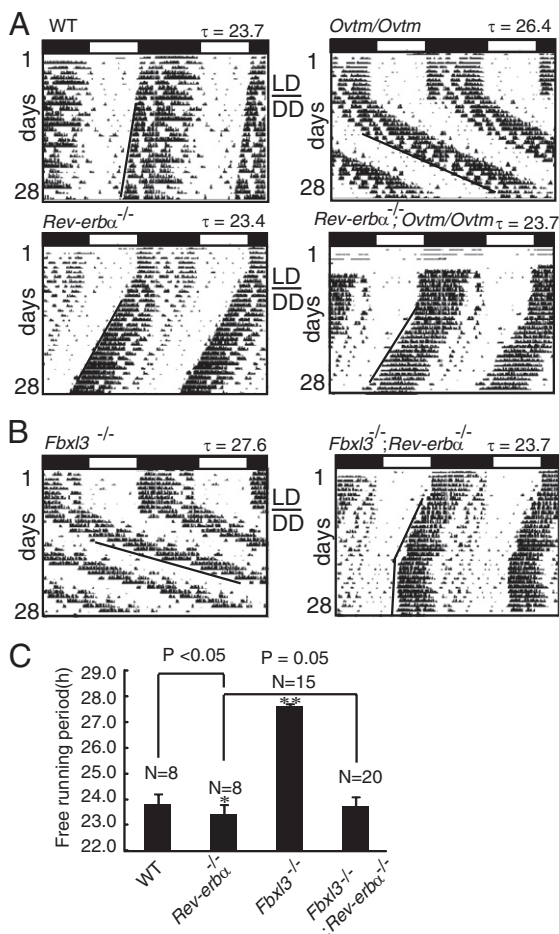 A
WT
τ = 23.7
Ovtm/Ovtm
τ = 26.4
1
days
28
LD
DD
1
days
28
Rev-erbα-/-
τ = 23.4
Rev-erbα-/-; Ovtm/Ovtm
τ = 23.7
1
days
28
LD
DD
1
days
28
B
Fbxl3 -/-
τ = 27.6
Fbxl3-/-;Rev-erbα-/-
τ = 23.7
1
days
28
LD
DD
1
days
28
C
P <0.05
P = 0.05
N=15
N=8
N=8
N=20
*
**
Free running period(h)
29.0
28.0
27.0
26.0
25.0
24.0
23.0
22.0
WT
Rev-erbα-/-
Fbxl3-/-
Fbxl3-/-
;Rev-erbα-/-